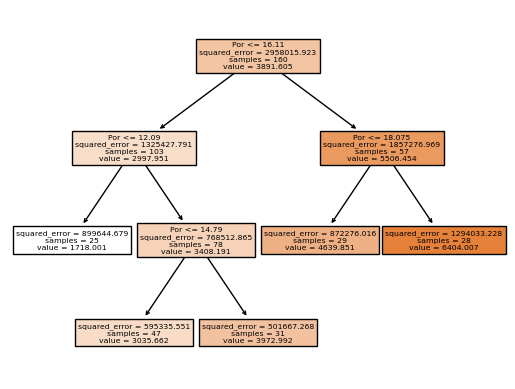 Por <= 16.11
squared_error = 2958015.923
samples = 160
value = 3891.605
Por <= 12.09
squared_error = 1325427.791
samples = 103
value = 2997.951
Por <= 18.075
squared_error = 1857276.969
samples = 57
value = 5506.454
squared_error = 899644.679
samples = 25
value = 1718.001
Por <= 14.79
squared_error = 768512.865
samples = 78
value = 3408.191
squared_error = 872276.016
samples = 29
value = 4639.851
squared_error = 1294033.228
samples = 28
value = 6404.007
squared_error = 595335.551
samples = 47
value = 3035.662
squared_error = 501667.268
samples = 31
value = 3972.992